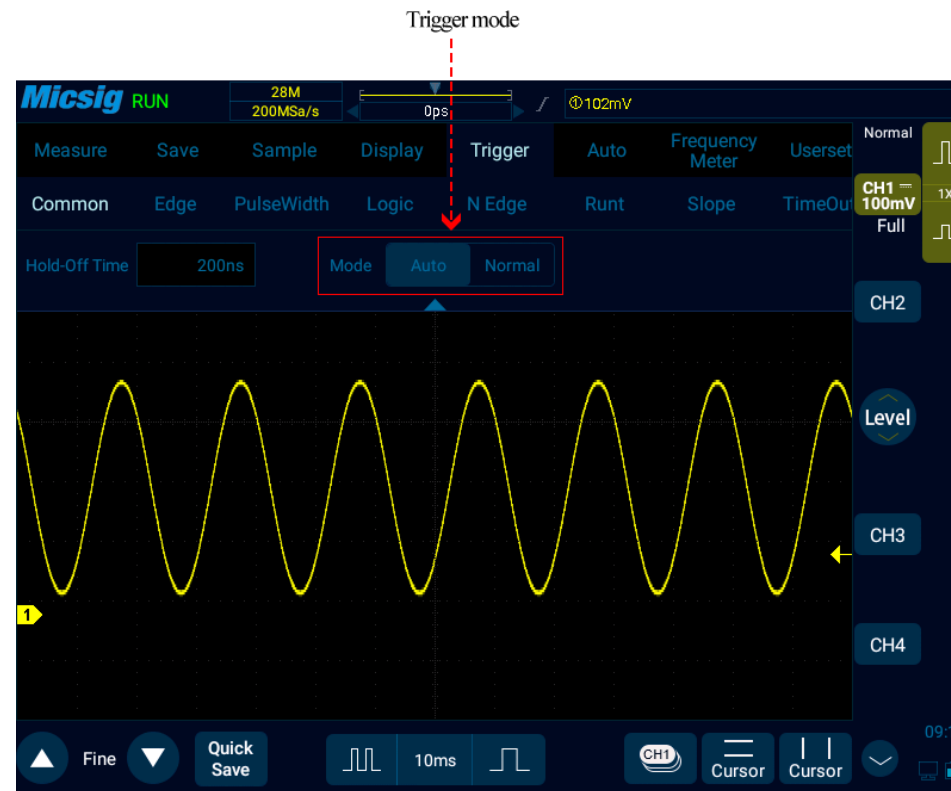 Trigger mode
Micsig RUN
28M
200MSa/s
0ps
①102mV
Measure Save Sample Display Trigger Auto Frequency Meter Userset
Normal
Common Edge PulseWidth Logic N Edge Runt Slope TimeOut
CH1
100mV
1X
Full
Hold-Off Time 200ns Mode Auto Normal
CH2
Level
CH3
1
CH4
Fine
Quick
Save
10ms
CH1
Cursor
Cursor